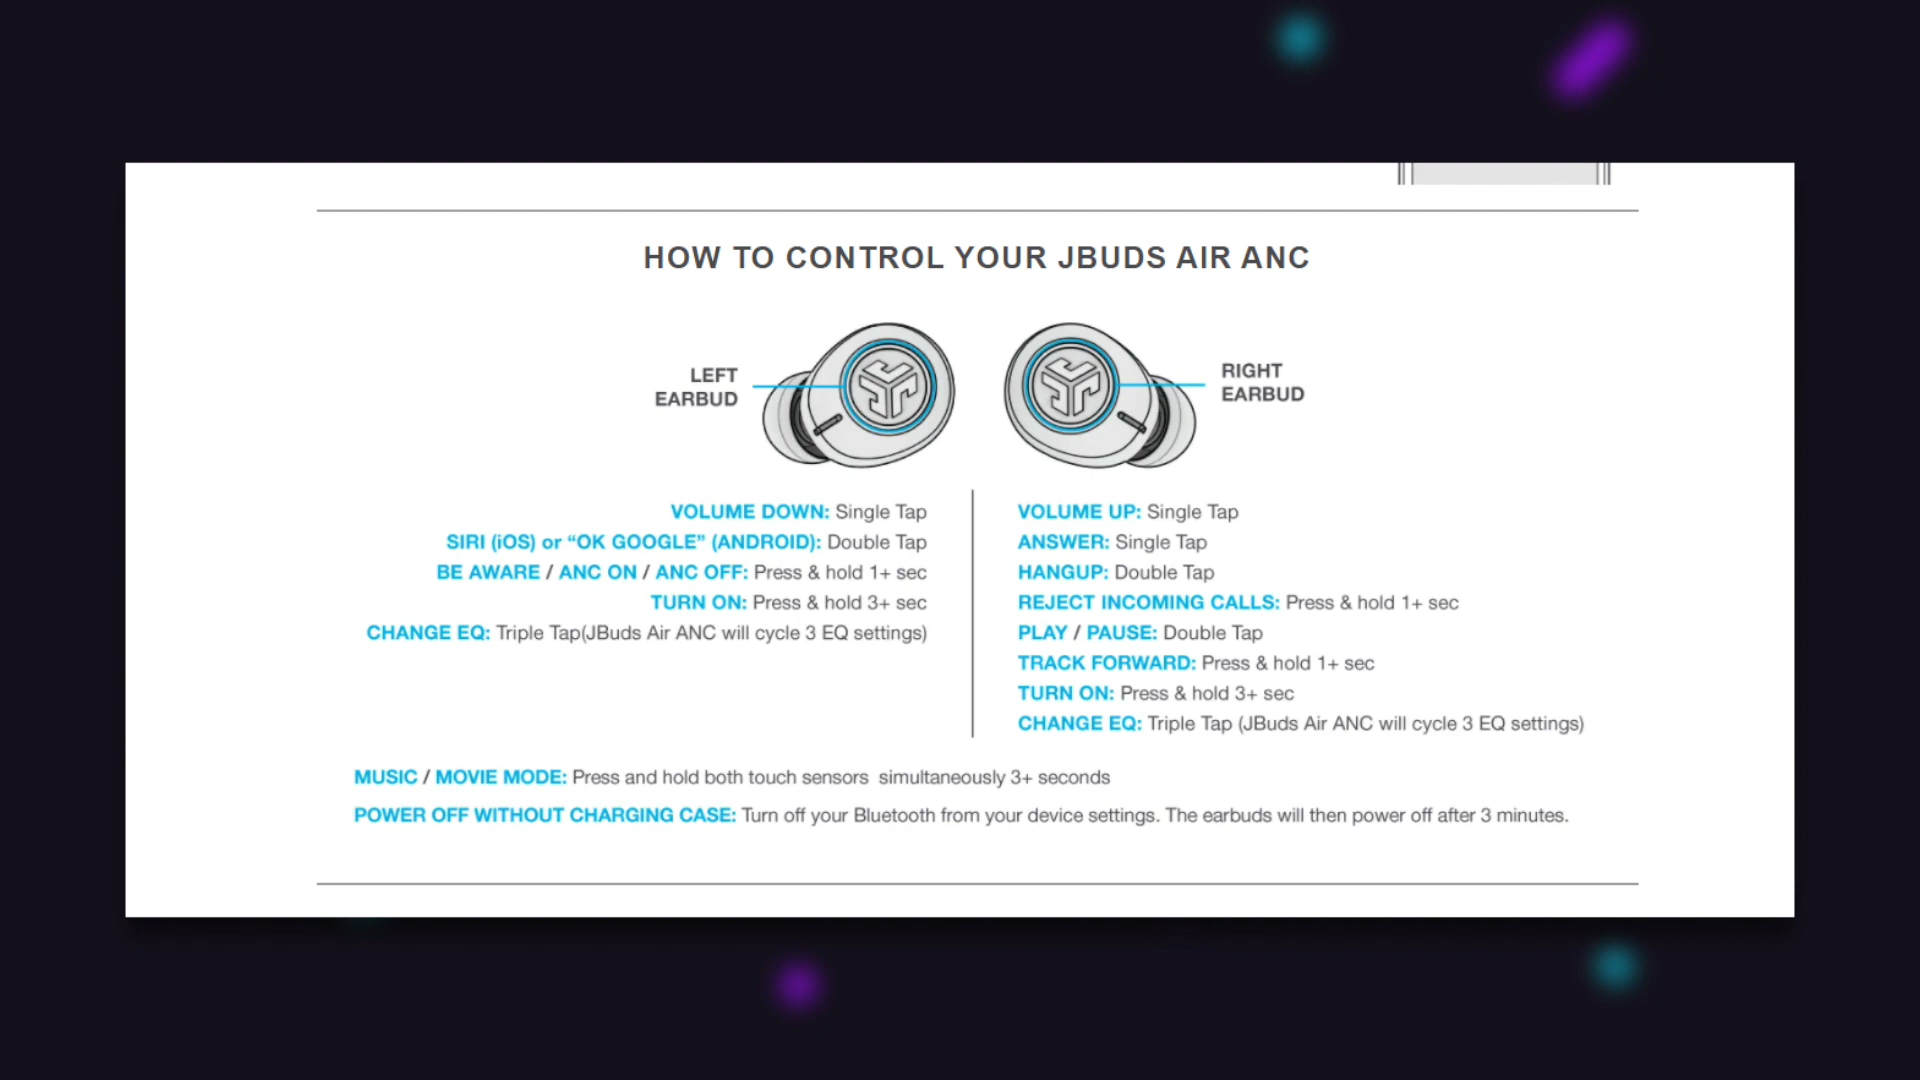 HOW TO CONTROL YOUR JBUDS AIR ANC
LEFT
EARBUD
RIGHT
EARBUD
VOLUME DOWN: Single Tap
SIRI (iOS) or “OK GOOGLE” (ANDROID): Double Tap
BE AWARE / ANC ON / ANC OFF: Press & hold 1+ sec
TURN ON: Press & hold 3+ sec
CHANGE EQ: Triple Tap(JBuds Air ANC will cycle 3 EQ settings)
VOLUME UP: Single Tap
ANSWER: Single Tap
HANGUP: Double Tap
REJECT INCOMING CALLS: Press & hold 1+ sec
PLAY / PAUSE: Double Tap
TRACK FORWARD: Press & hold 1+ sec
TURN ON: Press & hold 3+ sec
CHANGE EQ: Triple Tap (JBuds Air ANC will cycle 3 EQ settings)
MUSIC / MOVIE MODE: Press and hold both touch sensors  simultaneously 3+ seconds
POWER OFF WITHOUT CHARGING CASE: Turn off your Bluetooth from your device settings. The earbuds will then power off after 3 minutes.